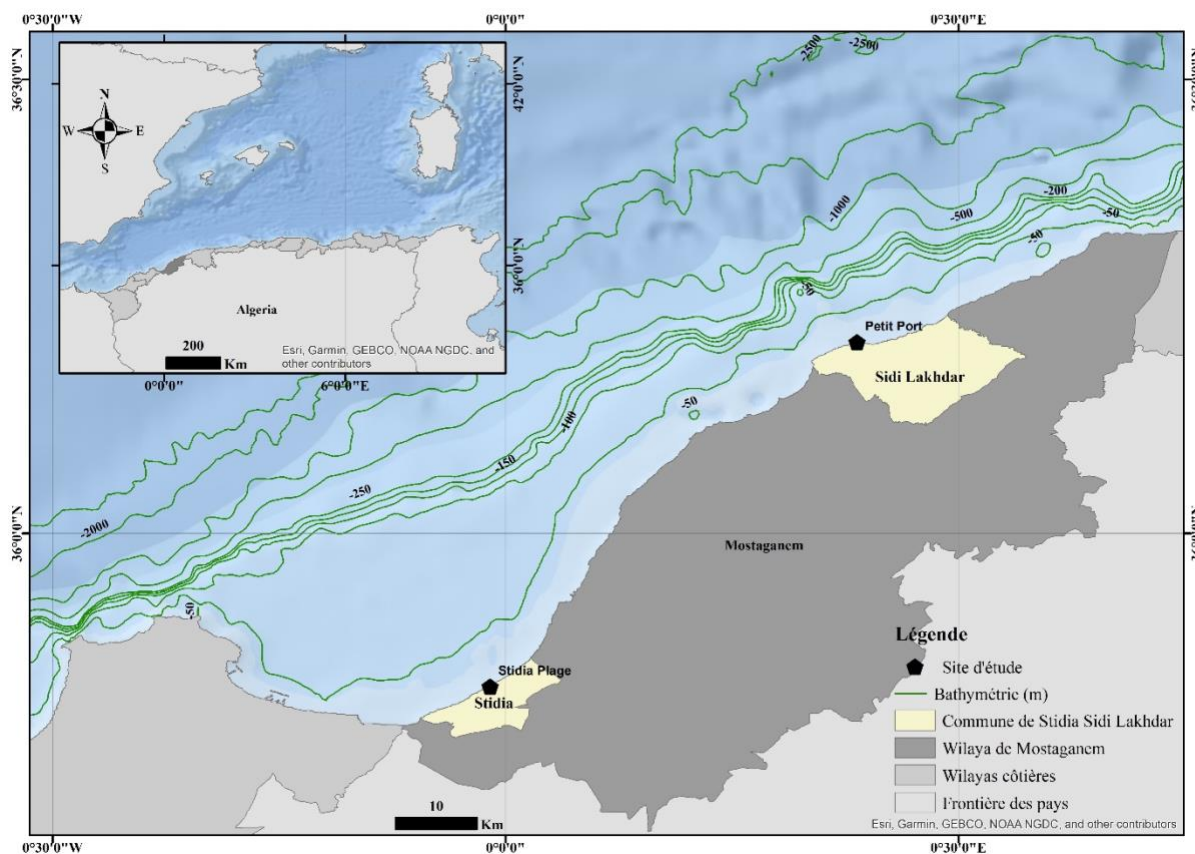 0°30'0"W
0°0'0"
0°30'0"E
36°30'0"N
36°0'0"N
N
W
E
S
42°0'0"N
36°0'0"N
Algeria
200
Km
Esri, Garmin, GEBCO, NOAA NGDC, and
other contributors
0°0'0"
6°0'0"E
-2500
-2500
-1000
-500
-200
-50
-50
-50
Petit Port
Sidi Lakhdar
-50
-100
-150
-250
-2000
-50
Mostaganem
Stidia Plage
Stidia
Légende
Site d'étude
Bathymétric (m)
Commune de Stidia Sidi Lakhdar
Wilaya de Mostaganem
Wilayas côtières
Frontière des pays
10
Km
Esri, Garmin, GEBCO, NOAA NGDC, and other contributors
0°30'0"W
0°0'0"
0°30'0"E